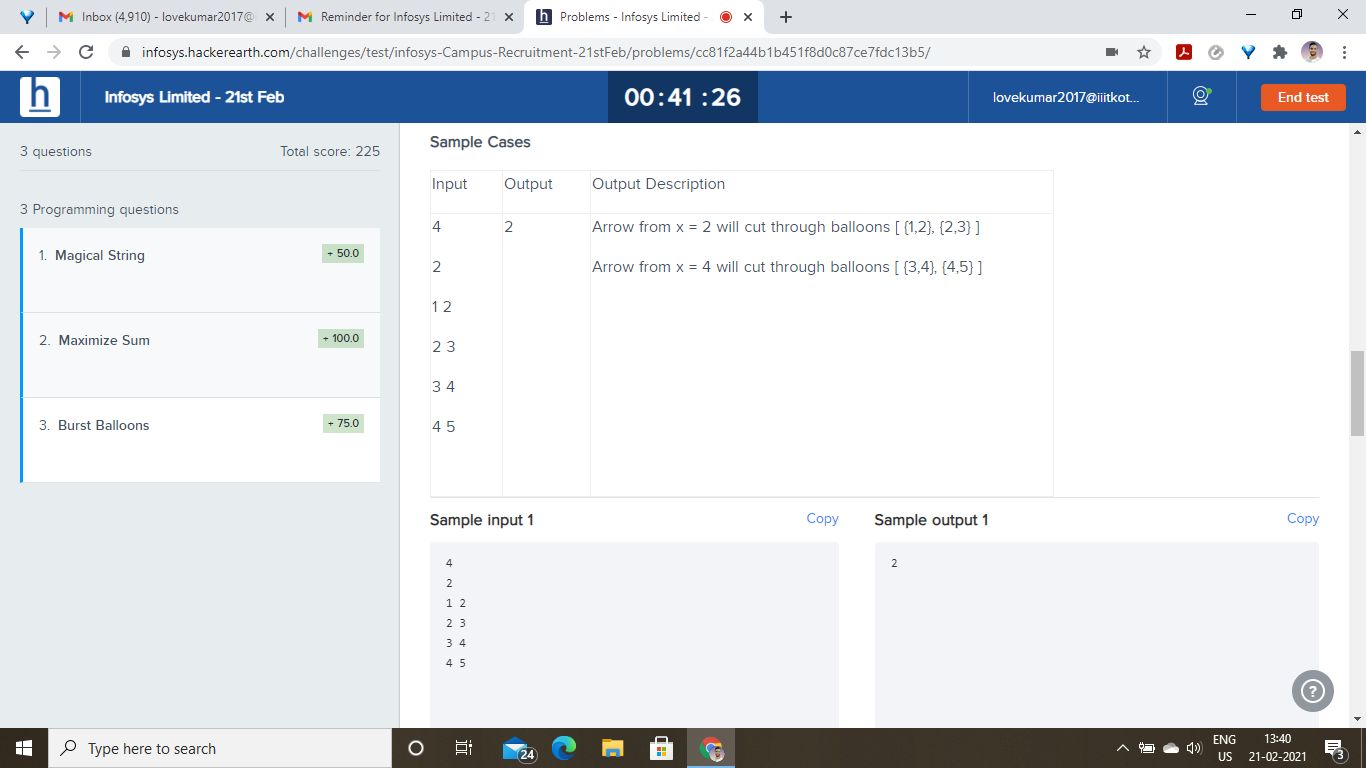 Inbox (4,910) - lovekumar2017@
Reminder for Infosys Limited - 21
Problems - Infosys Limited -
infosys.hackerearth.com/challenges/test/infosys-Campus-Recruitment-21stFeb/problems/cc81f2a44b1b451f8d0c87ce7fdc13b5/
h Infosys Limited - 21st Feb 00:41 :26 lovekumar2017@iiitkot... End test
3 questions Total score: 225
3 Programming questions
1. Magical String + 50.0
2. Maximize Sum + 100.0
3. Burst Balloons + 75.0
Sample Cases
Input Output Output Description
4 2 Arrow from x = 2 will cut through balloons [ {1,2}, {2,3} ]
2 Arrow from x = 4 will cut through balloons [ {3,4}, {4,5} ]
1 2
2 3
3 4
4 5
Sample input 1 Copy
4
2
1 2
2 3
3 4
4 5
Sample output 1 Copy
2
?
Type here to search
24
ENG
US
13:40
21-02-2021
3